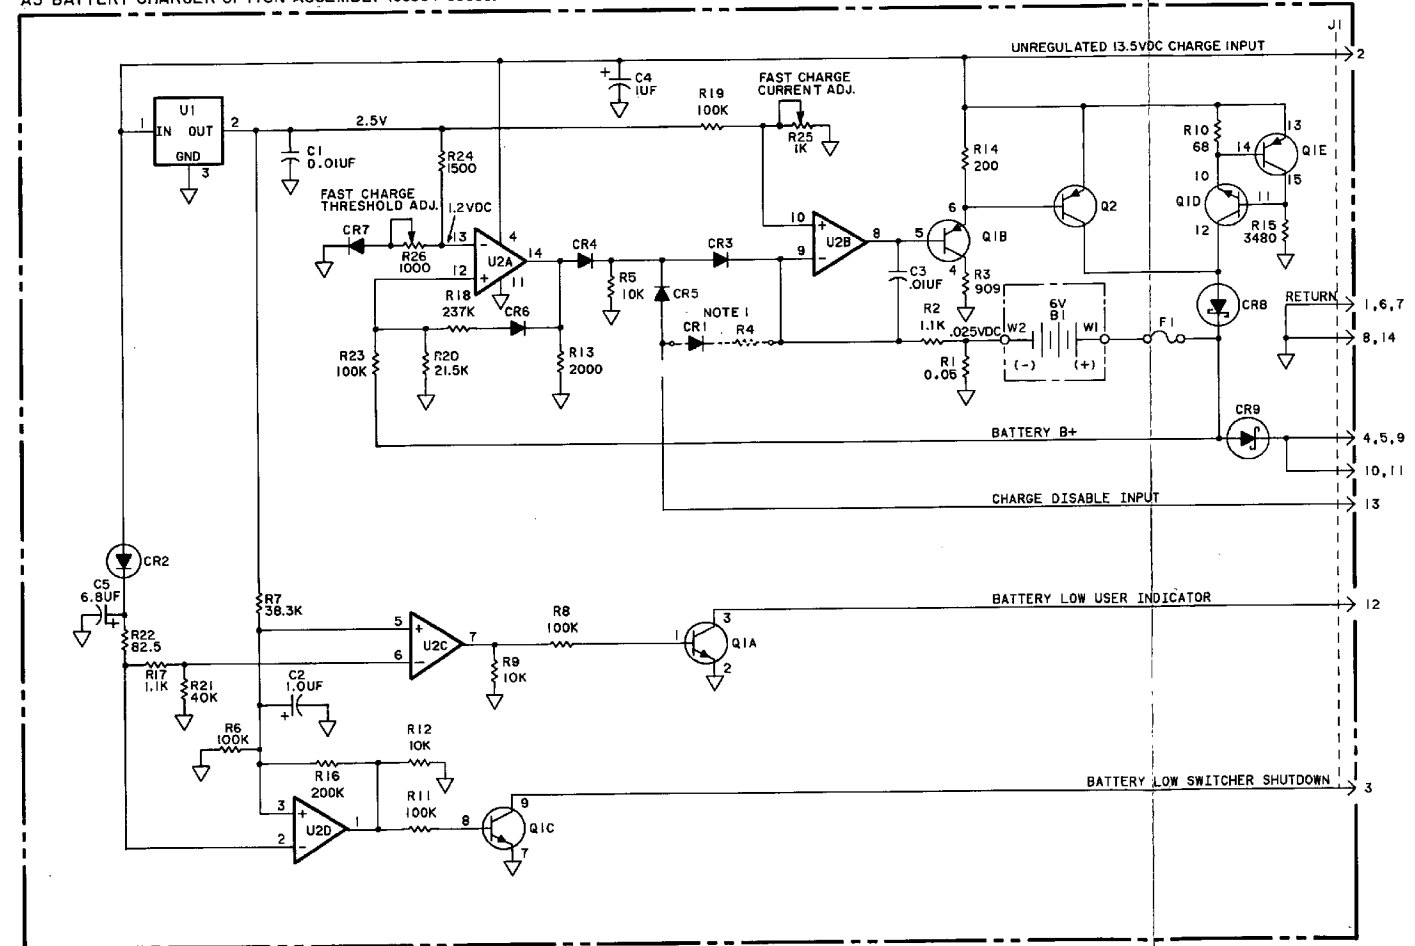 J1
UNREGULATED 13.5VDC CHARGE INPUT
2
C4
1UF
FAST CHARGE
CURRENT ADJ.
R19
100K
R25
1K
U1
1
IN OUT
2
GND
3
2.5V
C1
0.01UF
R24
1500
R14
200
R10
68
13
14
Q1E
15
10
11
Q1D
12
R15
3480
FAST CHARGE
THRESHOLD ADJ.
1.2VDC
CR7
R26
1000
13
4
14
U2A
12
11
CR4
R5
10K
CR3
CR5
10
9
U2B
8
5
6
Q1B
4
Q2
C3
.01UF
R3
909
R18
237K
CR6
R23
100K
R20
21.5K
R13
2000
NOTE 1
CR1
R4
R2
1.1K
.025VDC
R1
0.05
W2
6V
B1
W1
(-)
(+)
F1
CR8
RETURN
1,6,7
8,14
CR9
BATTERY B+
4,5,9
10,11
CHARGE DISABLE INPUT
13
CR2
C5
6.8UF
R22
82.5
R17
1.1K
R21
40K
R7
38.3K
C2
1.0UF
5
6
U2C
7
R8
100K
R9
10K
1
3
Q1A
2
BATTERY LOW USER INDICATOR
12
R6
100K
R16
200K
R12
10K
R11
100K
3
2
U2D
1
8
9
Q1C
7
BATTERY LOW SWITCHER SHUTDOWN
3